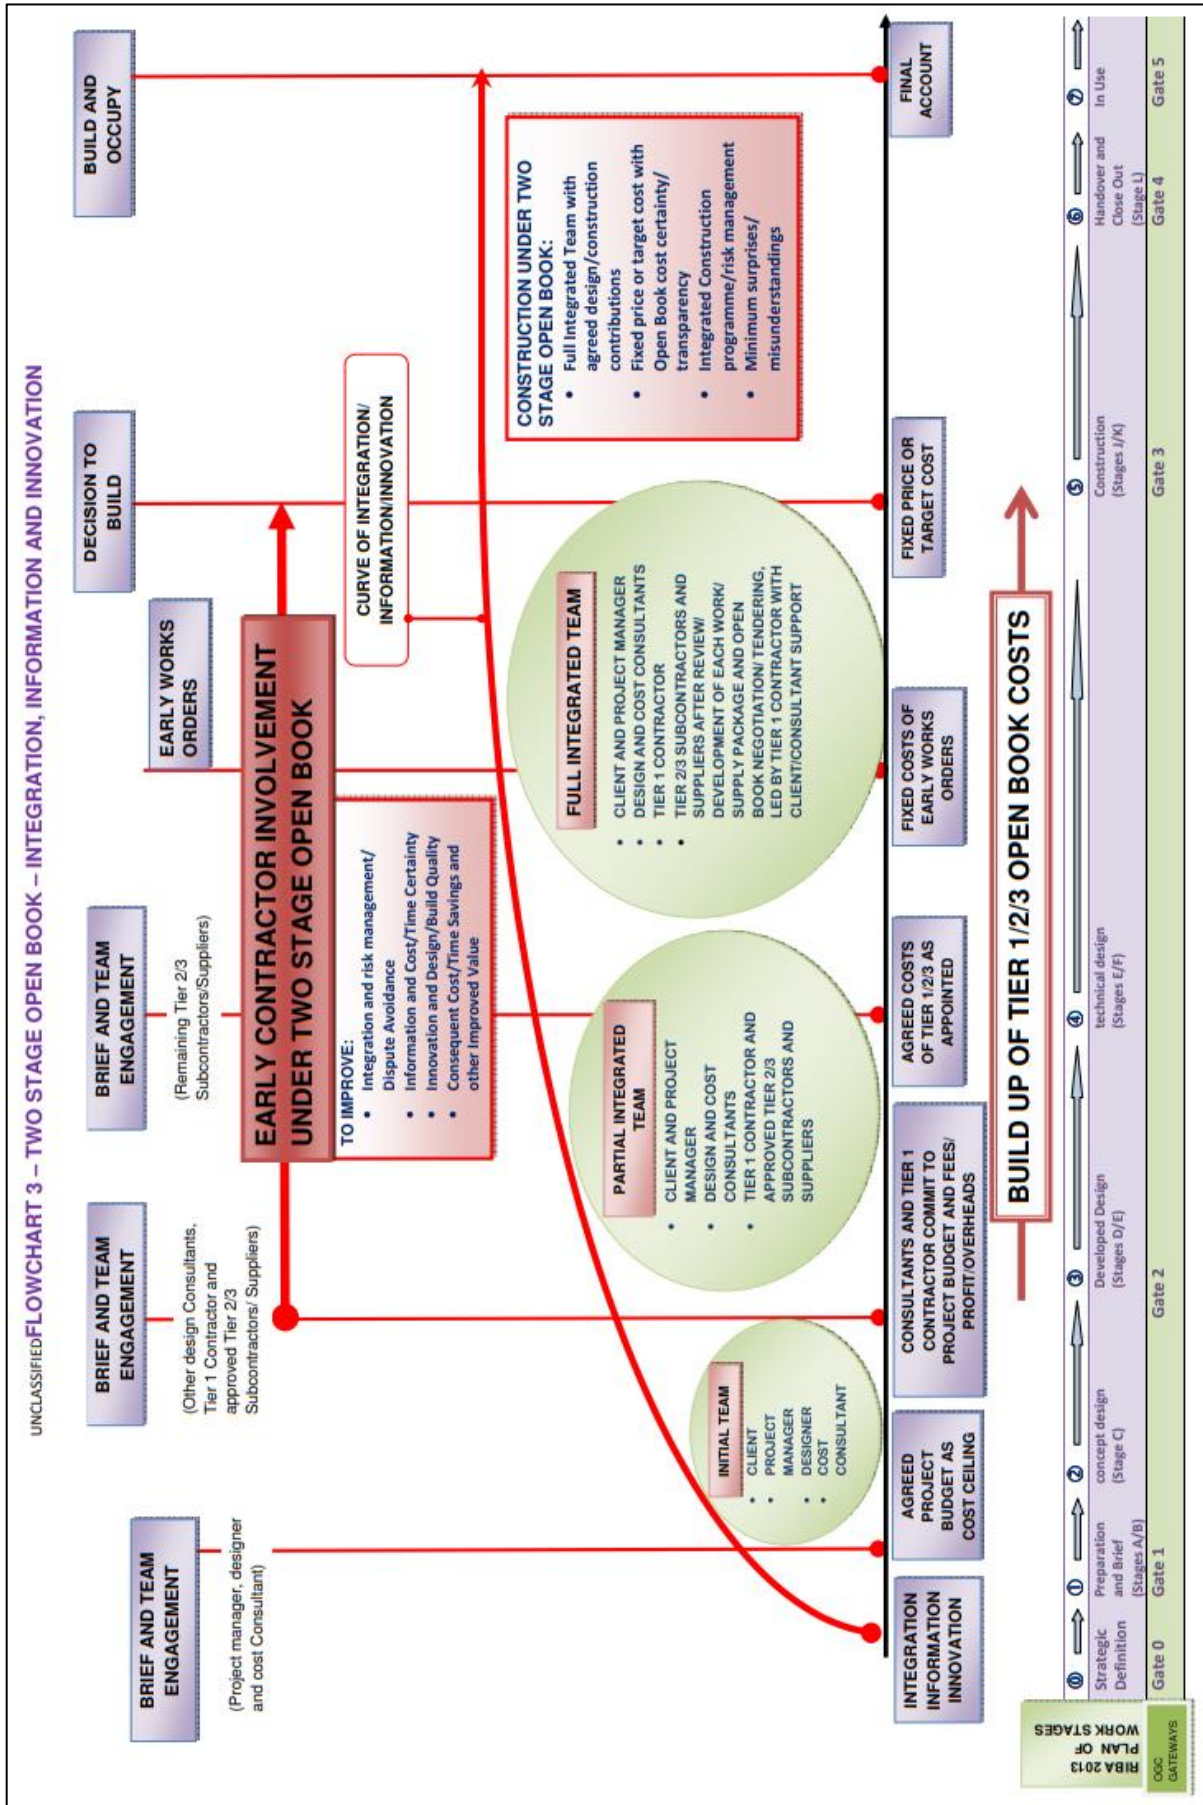 UNCLASSIFIEDFLOWCHART 3 – TWO STAGE OPEN BOOK – INTEGRATION, INFORMATION AND INNOVATION
BRIEF AND TEAM
ENGAGEMENT
(Project manager, designer
and cost Consultant)
BRIEF AND TEAM
ENGAGEMENT
(Other design Consultants,
Tier 1 Contractor and
approved Tier 2/3
Subcontractors/ Suppliers)
BRIEF AND TEAM
ENGAGEMENT
(Remaining Tier 2/3
Subcontractors/Suppliers)
EARLY WORKS
ORDERS
DECISION TO
BUILD
BUILD AND
OCCUPY
EARLY CONTRACTOR INVOLVEMENT
UNDER TWO STAGE OPEN BOOK
TO IMPROVE:
• Integration and risk management/
Dispute Avoidance
• Information and Cost/Time Certainty
• Innovation and Design/Build Quality
• Consequent Cost/Time Savings and
other Improved Value
CURVE OF INTEGRATION/
INFORMATION/INNOVATION
INITIAL TEAM
• CLIENT
• PROJECT
MANAGER
• DESIGNER
• COST
CONSULTANT
PARTIAL INTEGRATED
TEAM
• CLIENT AND PROJECT
MANAGER
• DESIGN AND COST
CONSULTANTS
• TIER 1 CONTRACTOR AND
APPROVED TIER 2/3
SUBCONTRACTORS AND
SUPPLIERS
FULL INTEGRATED TEAM
• CLIENT AND PROJECT MANAGER
• DESIGN AND COST CONSULTANTS
• TIER 1 CONTRACTOR
• TIER 2/3 SUBCONTRACTORS AND
SUPPLIERS AFTER REVIEW/
DEVELOPMENT OF EACH WORK/
SUPPLY PACKAGE AND OPEN
BOOK NEGOTIATION/ TENDERING,
LED BY TIER 1 CONTRACTOR WITH
CLIENT/CONSULTANT SUPPORT
CONSTRUCTION UNDER TWO
STAGE OPEN BOOK:
• Full Integrated Team with
agreed design/construction
contributions
• Fixed price or target cost with
Open Book cost certainty/
transparency
• Integrated Construction
programme/risk management
• Minimum surprises/
misunderstandings
INTEGRATION
INFORMATION
INNOVATION
AGREED
PROJECT
BUDGET AS
COST CEILING
CONSULTANTS AND TIER 1
CONTRACTOR COMMIT TO
PROJECT BUDGET AND FEES/
PROFIT/OVERHEADS
AGREED COSTS
OF TIER 1/2/3 AS
APPOINTED
FIXED COSTS OF
EARLY WORKS
ORDERS
FIXED PRICE OR
TARGET COST
FINAL
ACCOUNT
BUILD UP OF TIER 1/2/3 OPEN BOOK COSTS
RIBA 2013
PLAN OF
WORK STAGES
0
Strategic
Definition
1
Preparation
and Brief
(Stages A/B)
2
concept design
(Stage C)
3
Developed Design
(Stages D/E)
4
technical design
(Stages E/F)
5
Construction
(Stages J/K)
6
Handover and
Close Out
(Stage L)
7
In Use
OGC
GATEWAYS
Gate 0
Gate 1
Gate 2
Gate 3
Gate 4
Gate 5